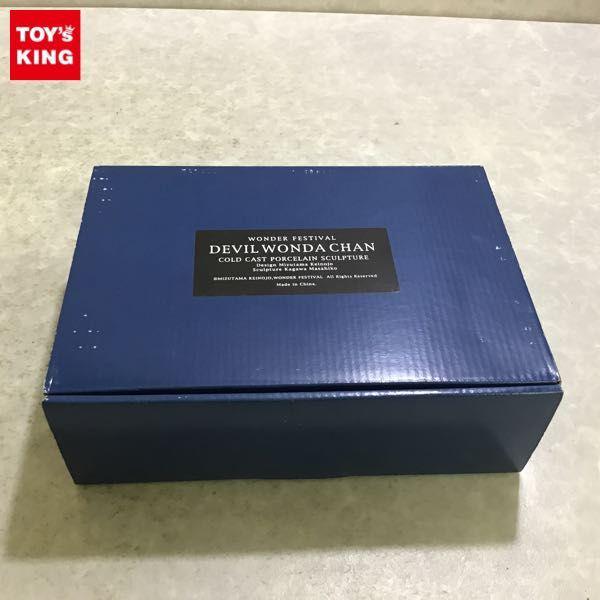 TOY'S
KING
WONDER FESTIVAL
DEVIL WONDA CHAN
COLD CAST PORCELAIN SCULPTURE
Design Mizutama Keinojo
Sculpture Kagawa Masahiko
©MIZUTAMA KEINOJO,WONDER FESTIVAL All Rights Reserved
Made in China.